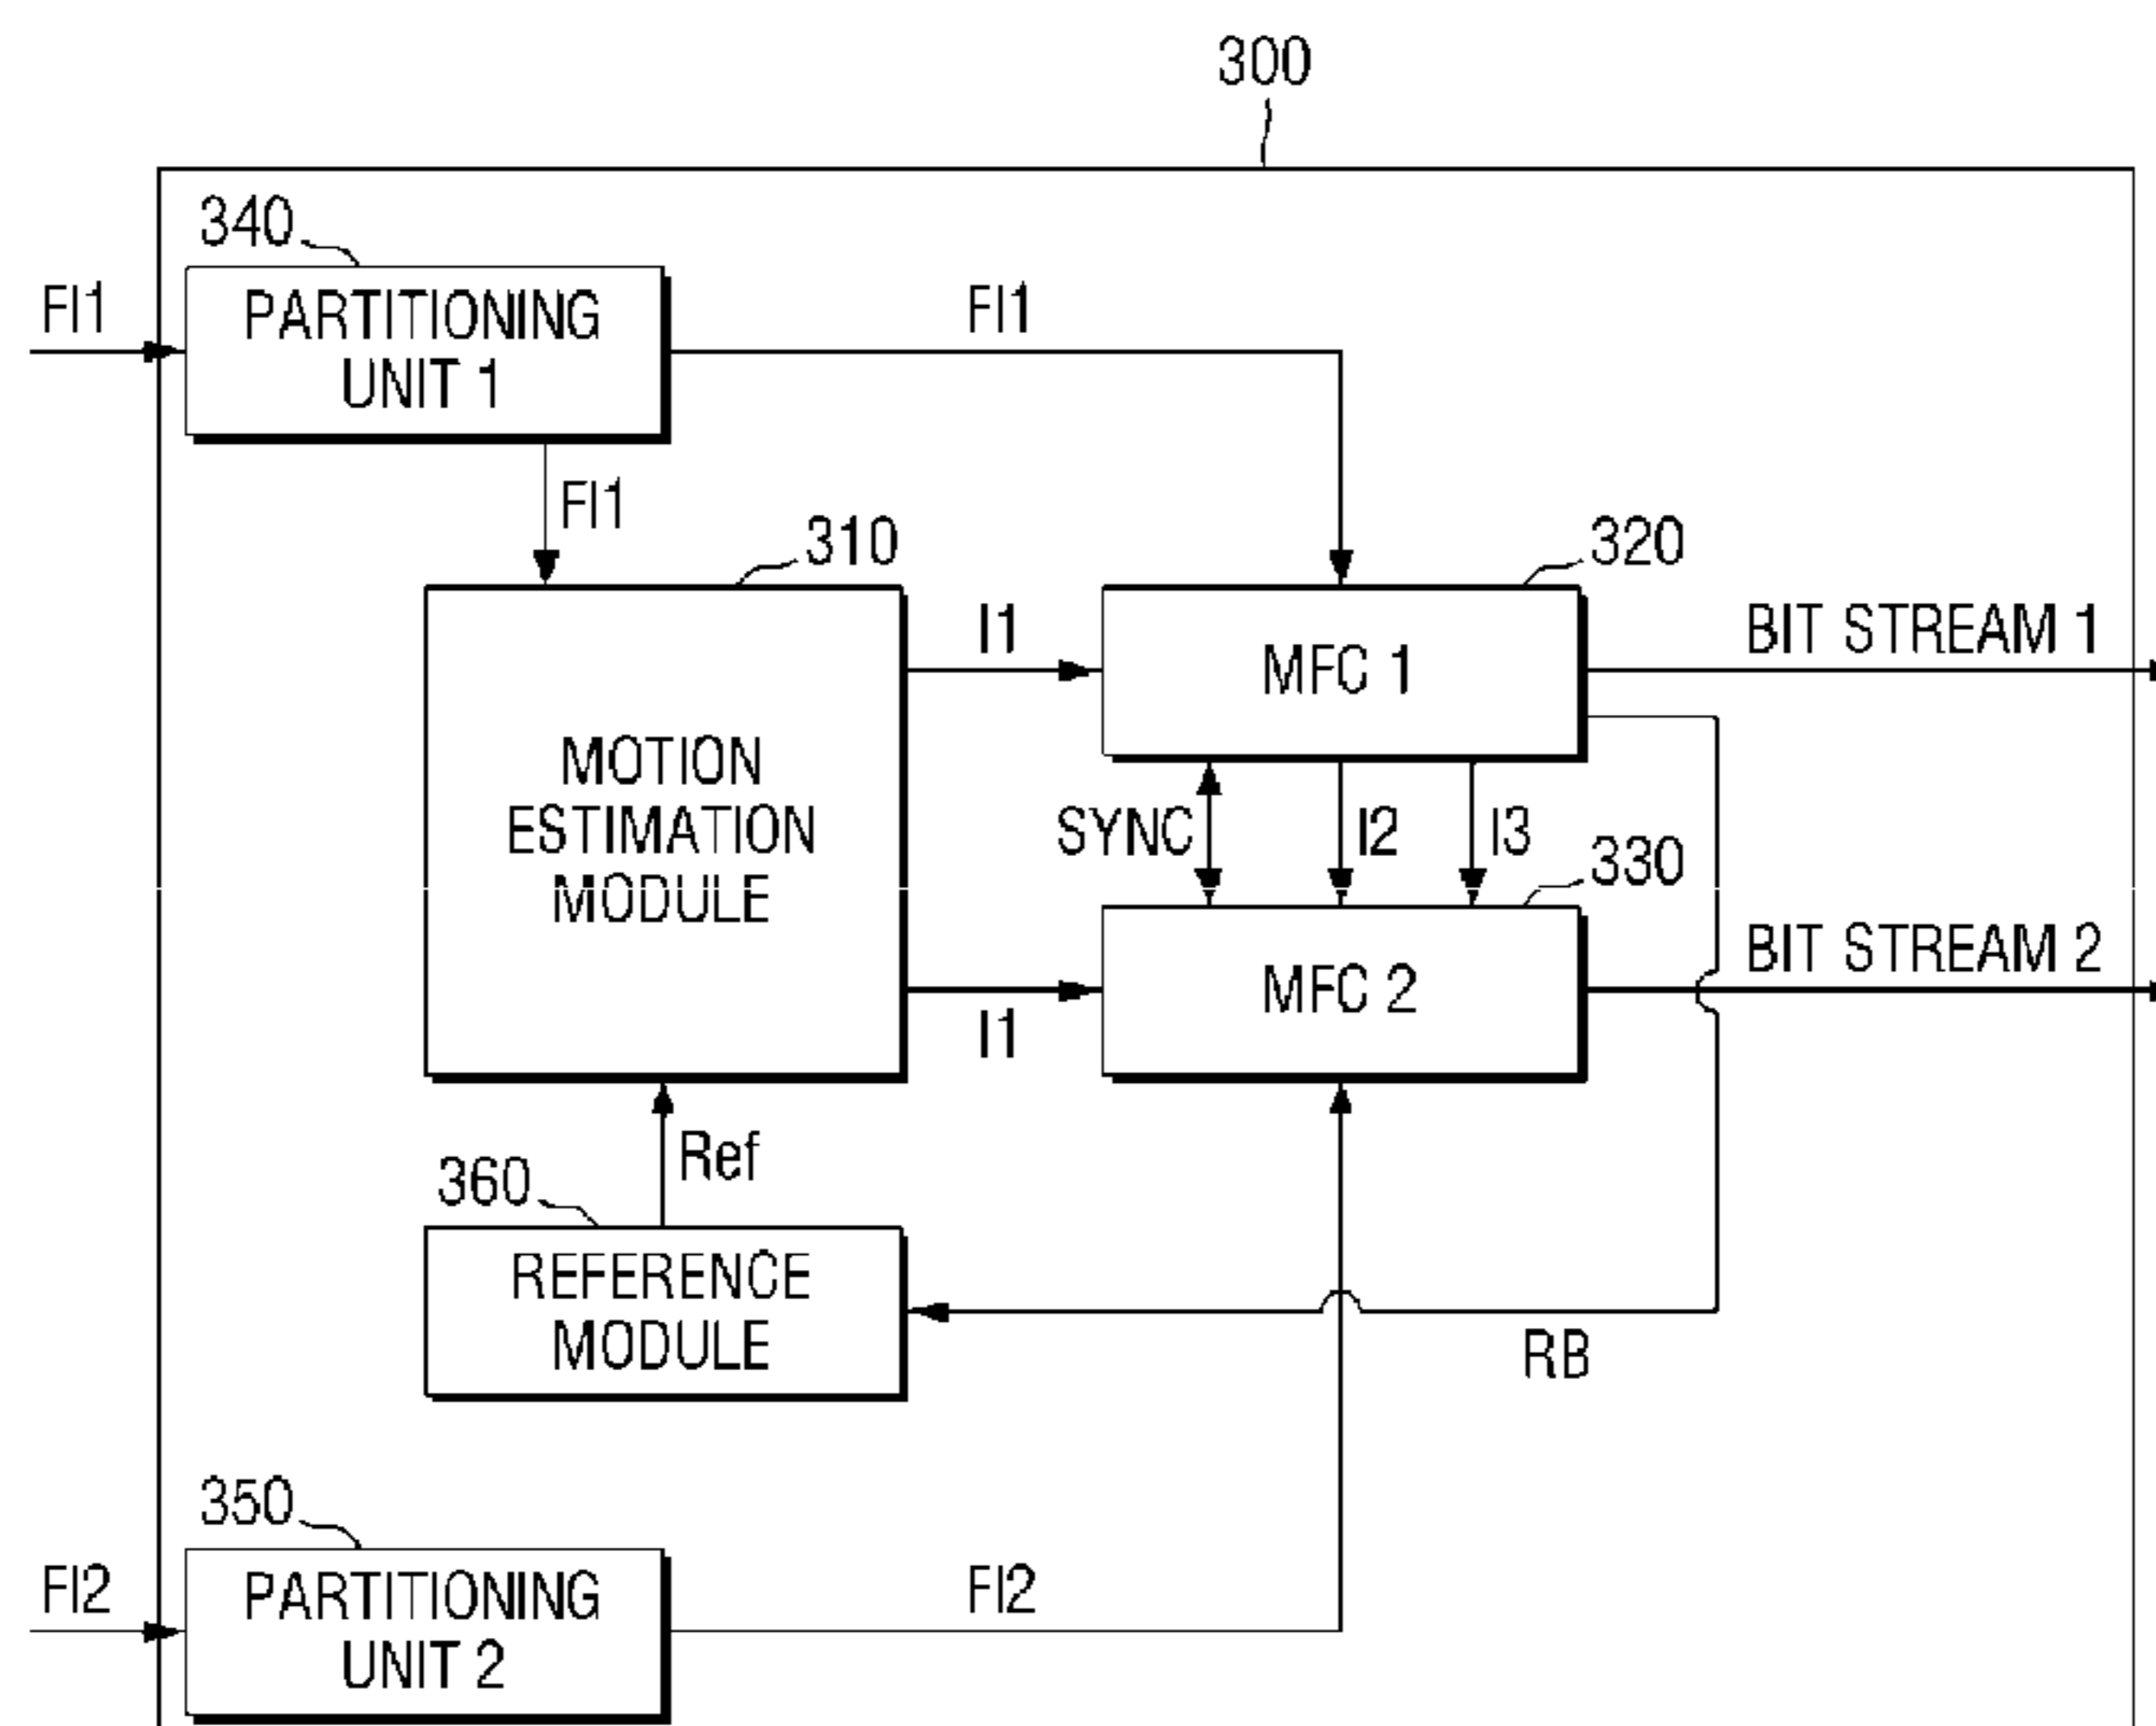 300
340
FI1
PARTITIONING
UNIT 1
FI1
FI1
310
320
I1
BIT STREAM 1
MFC 1
MOTION
ESTIMATION
MODULE
SYNC
I2
I3
330
BIT STREAM 2
MFC 2
I1
Ref
360
REFERENCE
MODULE
RB
350
FI2
PARTITIONING
UNIT 2
FI2